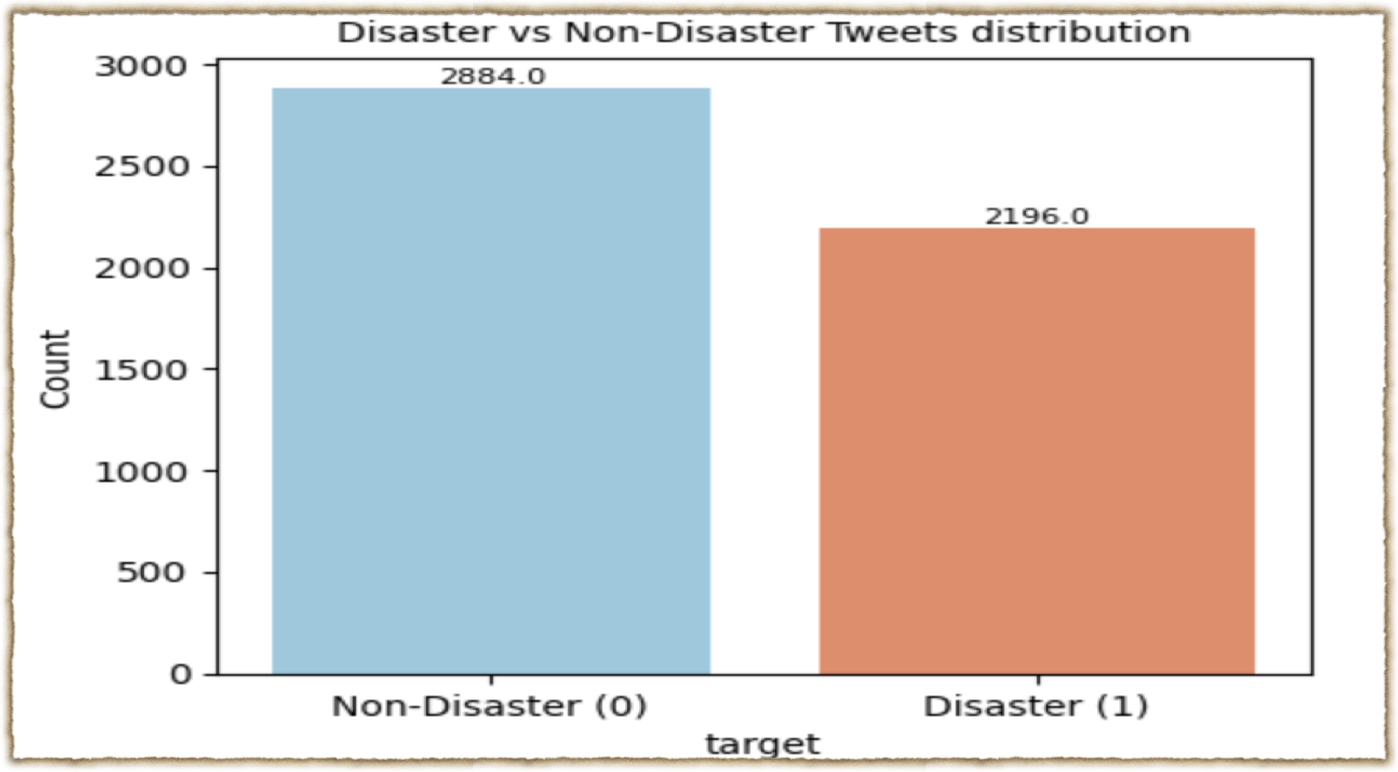 Disaster vs Non-Disaster Tweets distribution
3000
2884.0
2500
2196.0
2000
Count
1500
1000
500
0
Non-Disaster (0)
Disaster (1)
target